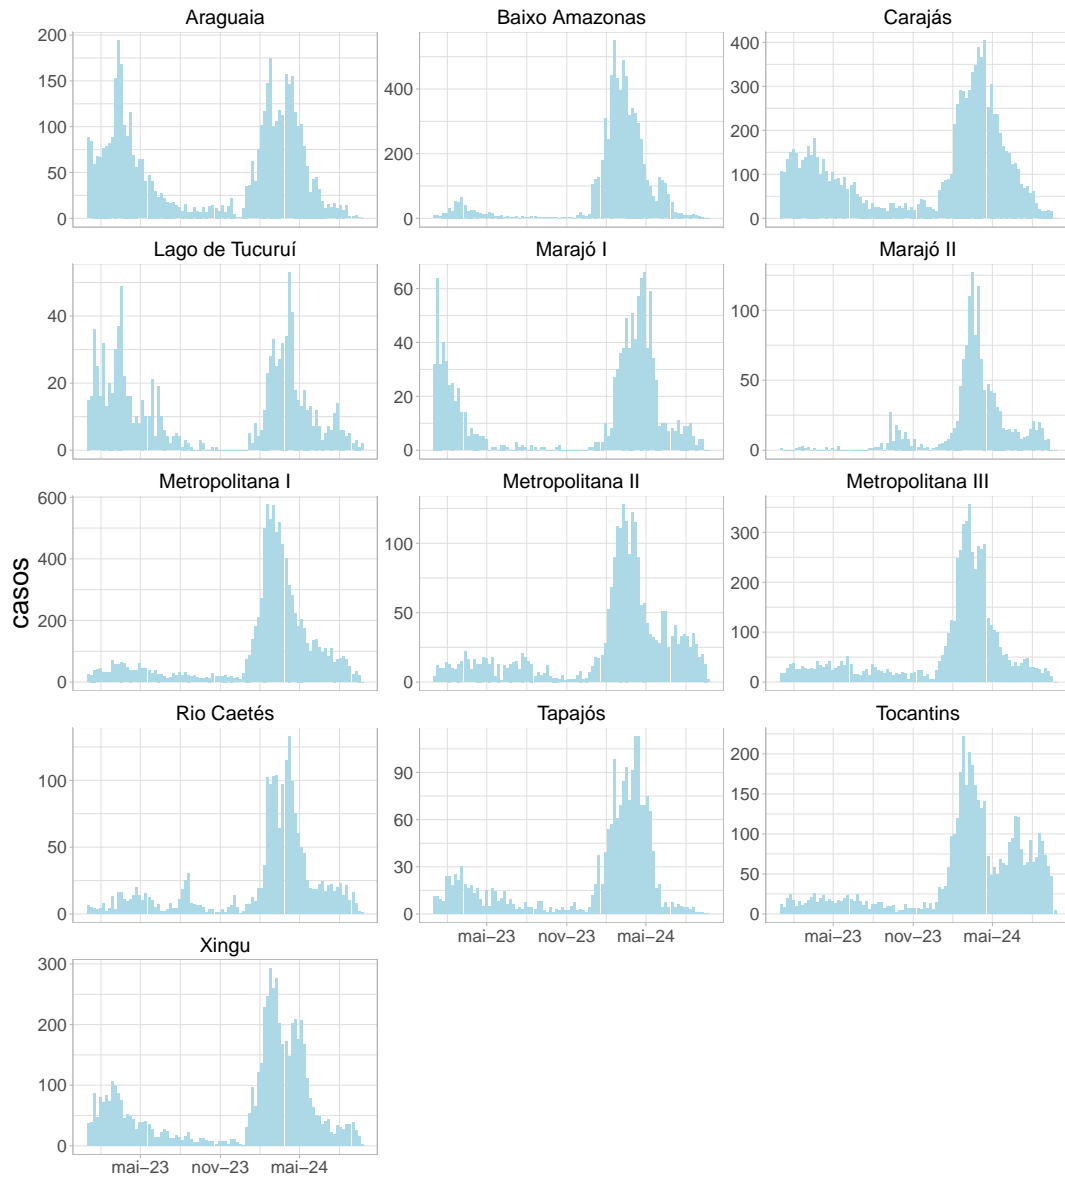 Araguaia
Baixo Amazonas
Carajás
200
150
100
50
0
400
200
0
400
300
200
100
0
Lago de Tucuruí
Marajó I
Marajó II
40
20
0
60
40
20
0
100
50
0
Metropolitana I
Metropolitana II
Metropolitana III
600
400
200
0
100
50
0
300
200
100
0
casos
Rio Caetés
Tapajós
Tocantins
100
50
0
90
60
30
0
200
150
100
50
0
mai–23 nov–23 mai–24
mai–23 nov–23 mai–24
Xingu
300
200
100
0
mai–23 nov–23 mai–24